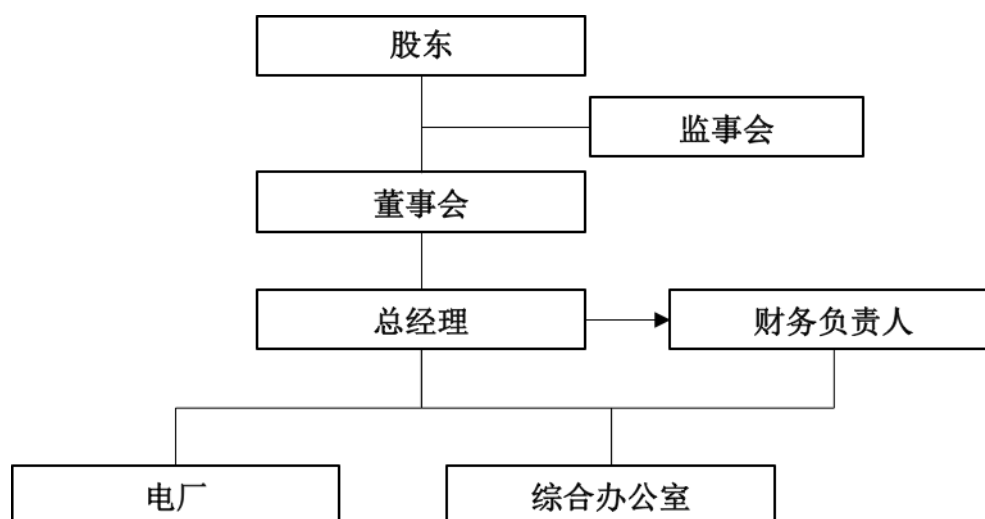 股东
监事会
董事会
总经理
财务负责人
电厂
综合办公室